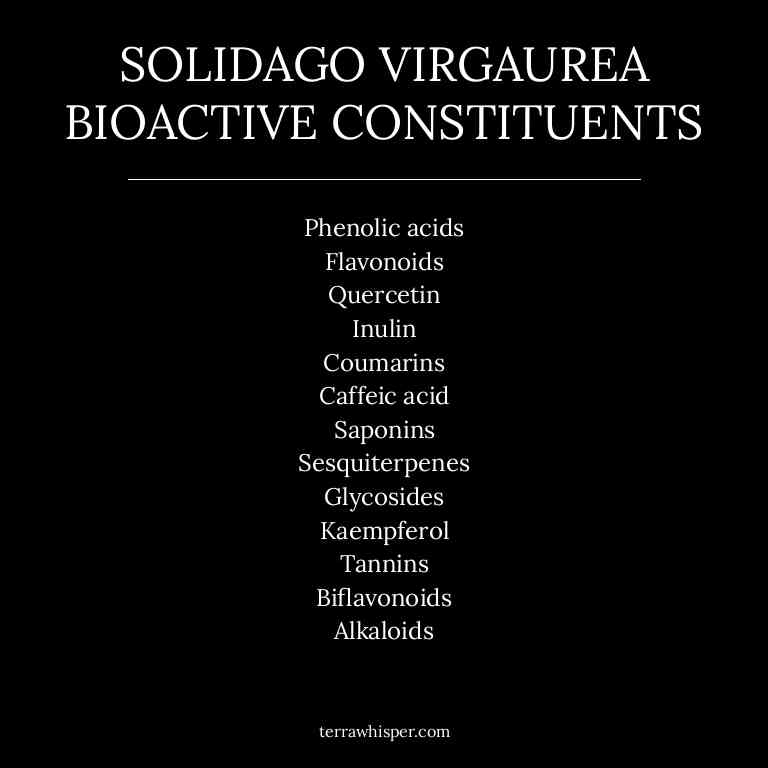 SOLIDAGO VIRGAUREA
BIOACTIVE CONSTITUENTS
Phenolic acids
Flavonoids
Quercetin
Inulin
Coumarins
Caffeic acid
Saponins
Sesquiterpenes
Glycosides
Kaempferol
Tannins
Biflavonoids
Alkaloids
terrawhisper.com